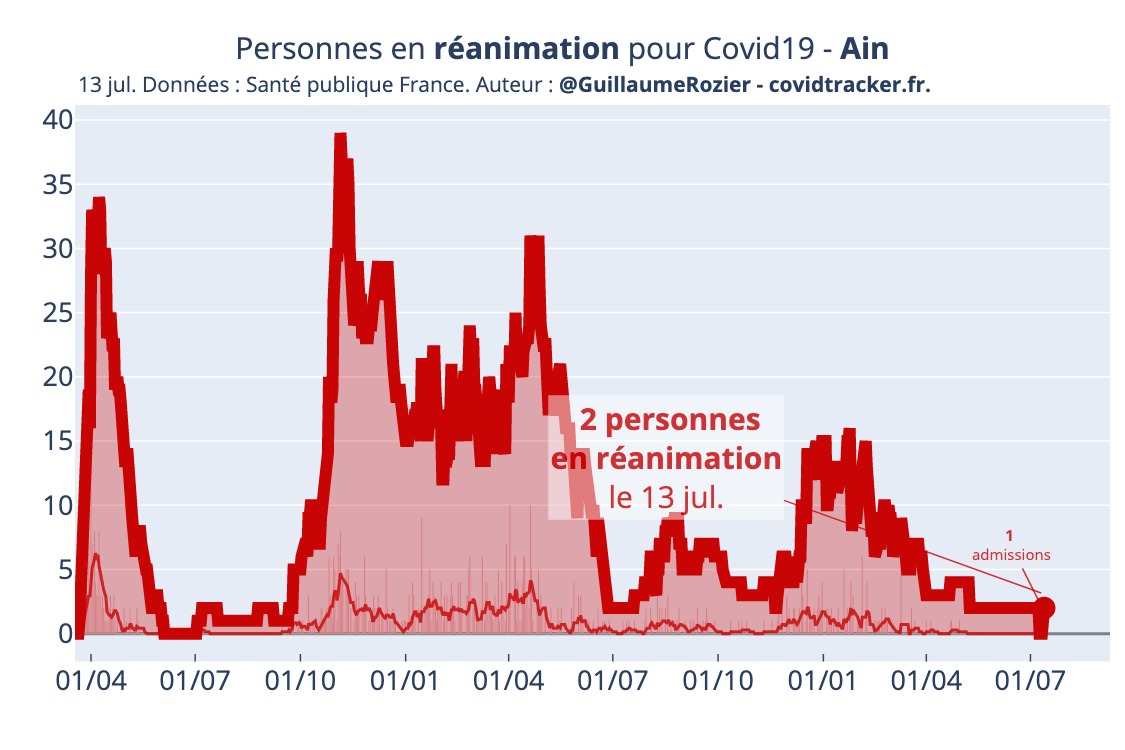 Personnes en réanimation pour Covid19 - Ain
13 jul. Données : Santé publique France. Auteur : @GuillaumeRozier - covidtracker.fr.
40
35
30
25
20
15
10
5
0
2 personnes
en réanimation
le 13 jul.
1
admissions
01/04 01/07 01/10 01/01 01/04 01/07 01/10 01/01 01/04 01/07